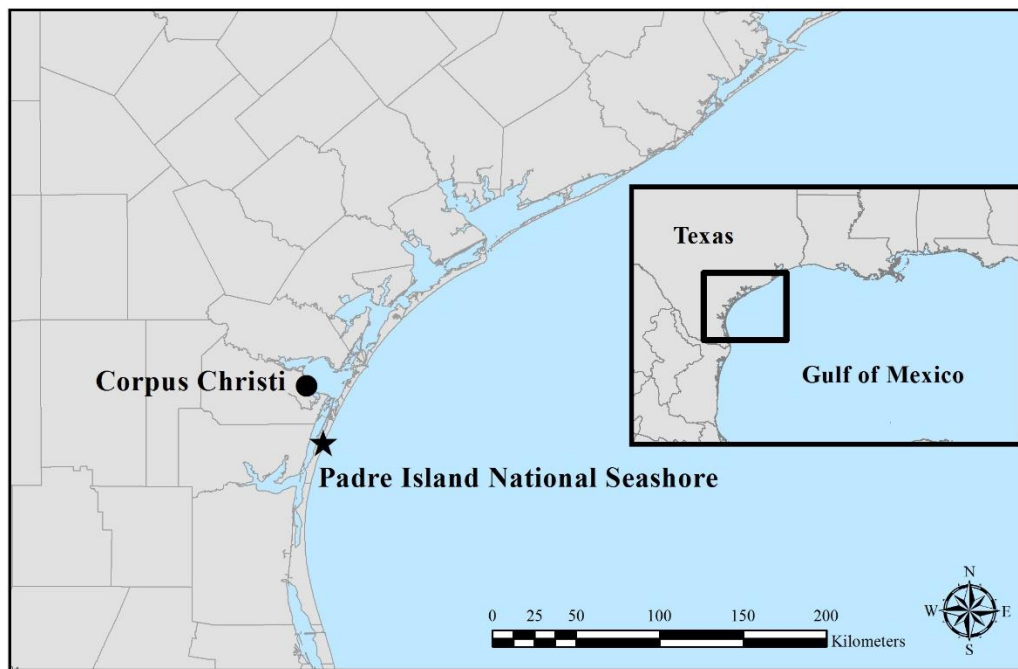 Texas
Gulf of Mexico
Corpus Christi
Padre Island National Seashore
N
W E
S
0 25 50 100 150 200
Kilometers